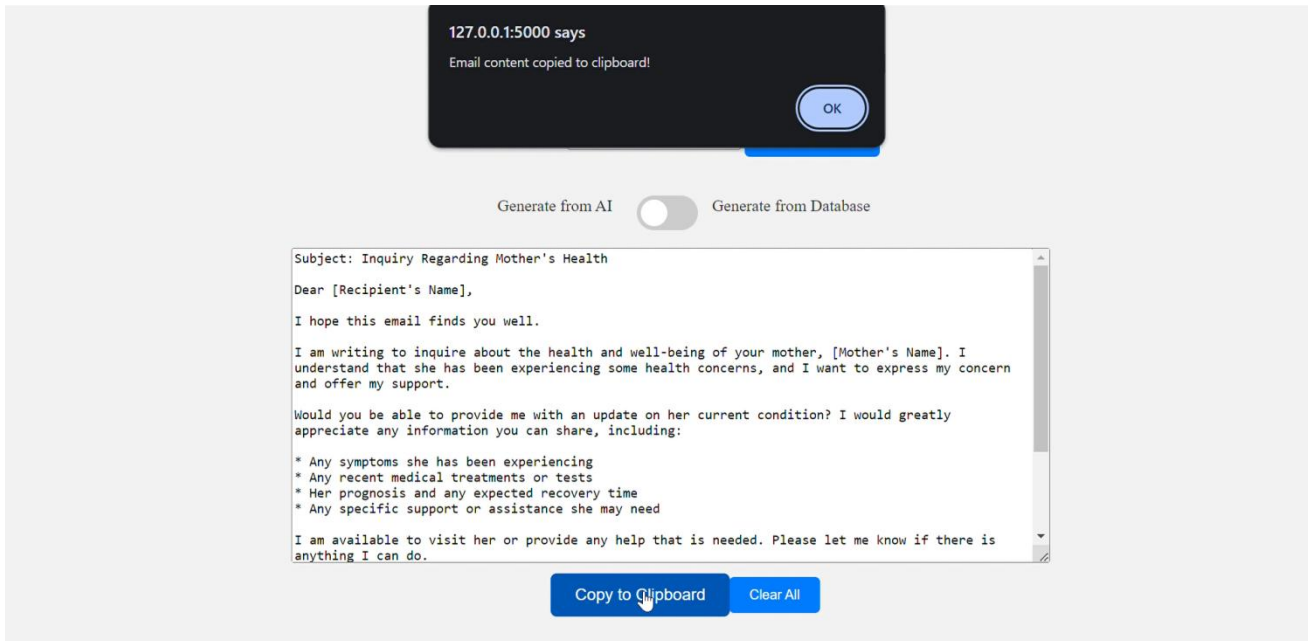 127.0.0.1:5000 says
Email content copied to clipboard!
OK
Generate from AI
Generate from Database
Subject: Inquiry Regarding Mother's Health
Dear [Recipient's Name],
I hope this email finds you well.
I am writing to inquire about the health and well-being of your mother, [Mother's Name]. I
understand that she has been experiencing some health concerns, and I want to express my concern
and offer my support.
Would you be able to provide me with an update on her current condition? I would greatly
appreciate any information you can share, including:
* Any symptoms she has been experiencing
* Any recent medical treatments or tests
* Her prognosis and any expected recovery time
* Any specific support or assistance she may need
I am available to visit her or provide any help that is needed. Please let me know if there is
anything I can do.
Copy to Clipboard
Clear All